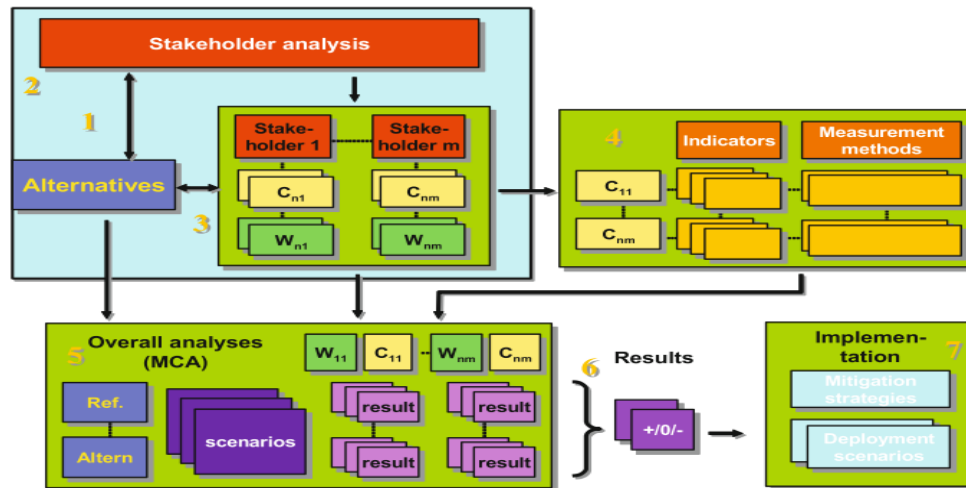 Stakeholder analysis
2
1
Alternatives
3
Stake-
holder 1
Stake-
holder m
Cn1
Cnm
Wn1
Wnm
4
Indicators
Measurement
methods
C11
Cnm
5
Overall analyses
(MCA)
W11
C11
Wnm
Cnm
Ref.
Altern
scenarios
result
result
result
result
6
Results
+/0/-
Implemen-
tation
7
Mitigation
strategies
Deployment
scenarios